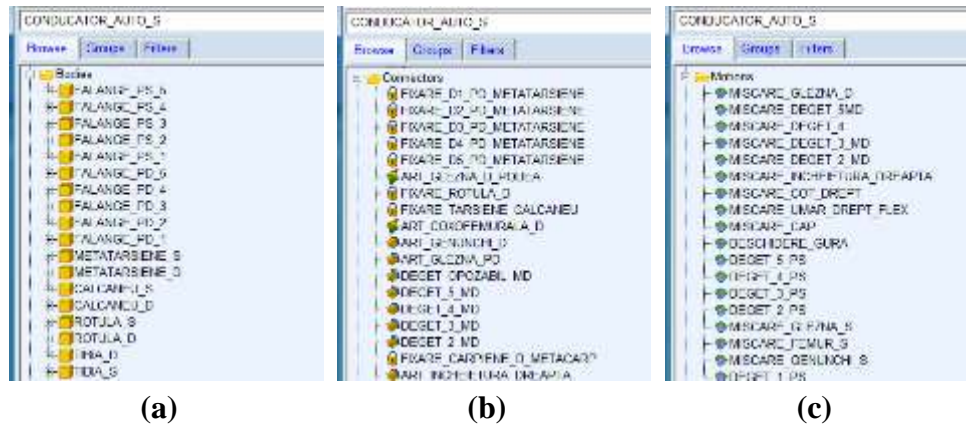 CONDUCATOR_AUTO_S
Browse Groups Filters
Bodies
FALANGE_PS_5
FALANGE_PS_4
FALANGE_PS_3
FALANGE_PS_2
FALANGE_PS_1
FALANGE_PD_5
FALANGE_PD_4
FALANGE_PD_3
FALANGE_PD_2
FALANGE_PD_1
METATARSIENE_S
METATARSIENE_D
CALCANEU_S
CALCANEU_D
ROTULA_S
ROTULA_D
TIBIA_D
TIBIA_S
(a)
CONDUCATOR_AUTO_S
Browse Groups Filters
Connectors
FIXARE_D1_PD_METATARSIENE
FIXARE_D2_PD_METATARSIENE
FIXARE_D3_PD_METATARSIENE
FIXARE_D4_PD_METATARSIENE
FIXARE_D5_PD_METATARSIENE
FIXARE_ROTULA_D
FIXARE_TARSIENE_CALCANEU
ART_COXOFEMURALA_D
ART_GENUNCHI_D
ART_GLEZNA_PD
DEGET_OPOZABIL_MD
DEGET_5_MD
DEGET_4_MD
DEGET_3_MD
DEGET_2_MD
FIXARE_CARPIENE_D_METACARP
ART_INCHEIETURA_DREAPTA
(b)
CONDUCATOR_AUTO_S
Browse Groups Filters
Motions
MISCARE_GLEZNA_D
MISCARE_DEGET_5MD
MISCARE_DEGET_4
MISCARE_DEGET_3_MD
MISCARE_DEGET_2_MD
MISCARE_INCHEIETURA_DREAPTA
MISCARE_COT_DREPT
MISCARE_UMAR_DREPT_FLEX
MISCARE_CAP
DESCHIDERE_GURA
DEGET_5_PS
DEGET_4_PS
DEGET_3_PS
DEGET_2_PS
MISCARE_GLEZNA_S
MISCARE_FEMUR_S
MISCARE_GENUNCHI_S
DEGET_1_PS
(c)